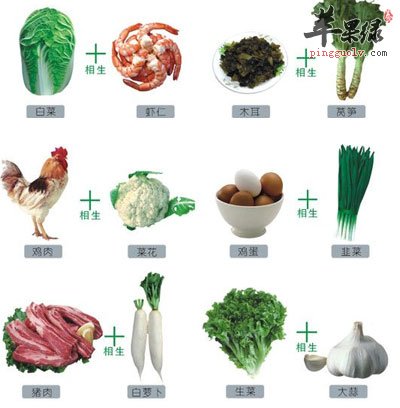 苹果绿
pingguolv.com
相生
相生
白菜
虾仁
木耳
莴笋
相生
相生
鸡肉
菜花
鸡蛋
韭菜
相生
相生
猪肉
白萝卜
生菜
大蒜